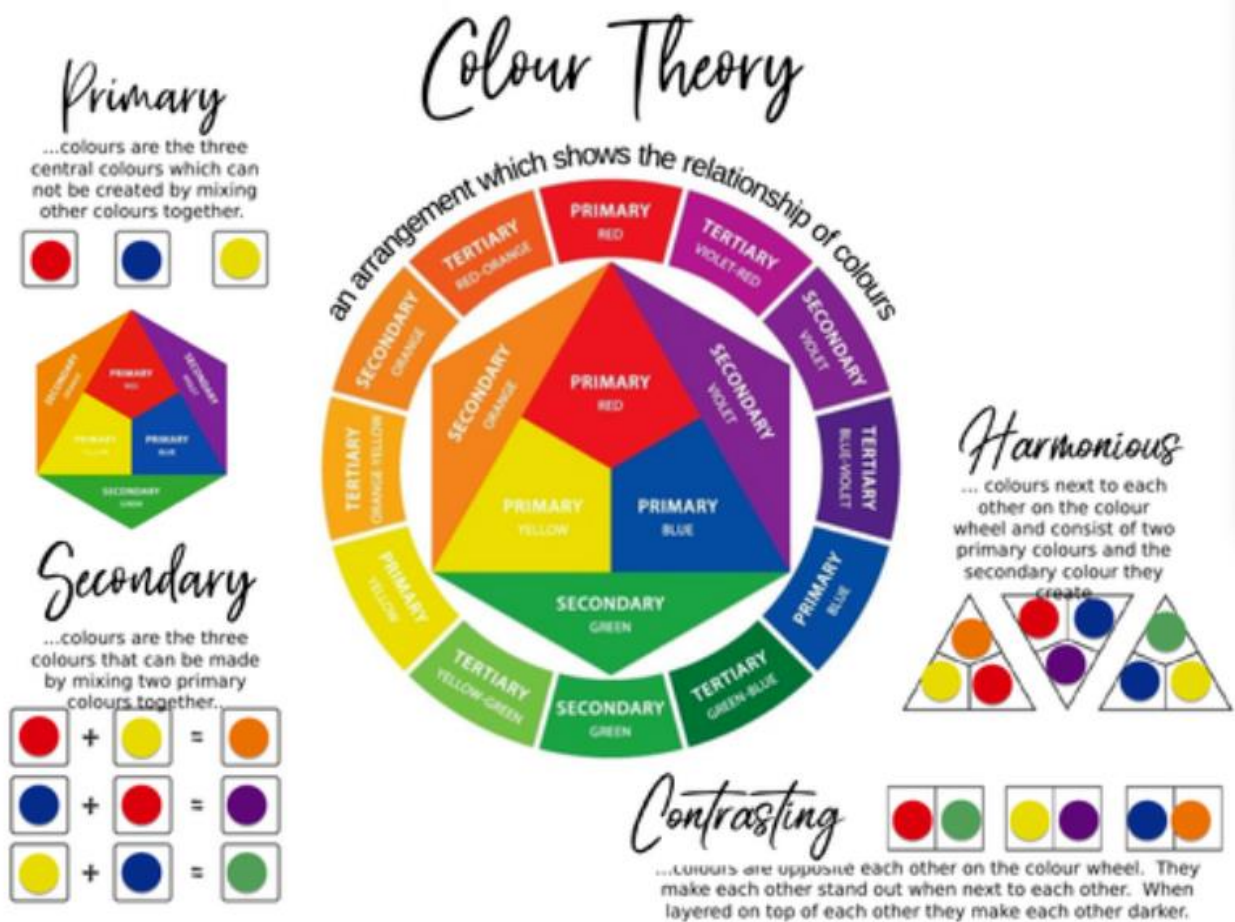 Colour Theory
an arrangement which shows the relationship of colours
Primary
...colours are the three
central colours which can
not be created by mixing
other colours together.
PRIMARY
RED
TERTIARY
VIOLET-RED
SECONDARY
VIOLET
TERTIARY
BLUE-VIOLET
PRIMARY
BLUE
TERTIARY
GREEN-BLUE
SECONDARY
GREEN
TERTIARY
YELLOW-GREEN
PRIMARY
YELLOW
TERTIARY
ORANGE-YELLOW
SECONDARY
ORANGE
TERTIARY
RED-ORANGE
SECONDARY
ORANGE
PRIMARY
RED
SECONDARY
VIOLET
PRIMARY
YELLOW
PRIMARY
BLUE
SECONDARY
GREEN
SECONDARY
ORANGE
PRIMARY
RED
SECONDARY
VIOLET
PRIMARY
YELLOW
PRIMARY
BLUE
SECONDARY
GREEN
Secondary
...colours are the three
colours that can be made
by mixing two primary
colours together..
+ =
+ =
+ =
Harmonious
... colours next to each
other on the colour
wheel and consist of two
primary colours and the
secondary colour they
create
Contrasting
...colours are opposite each other on the colour wheel. They
make each other stand out when next to each other. When
layered on top of each other they make each other darker.